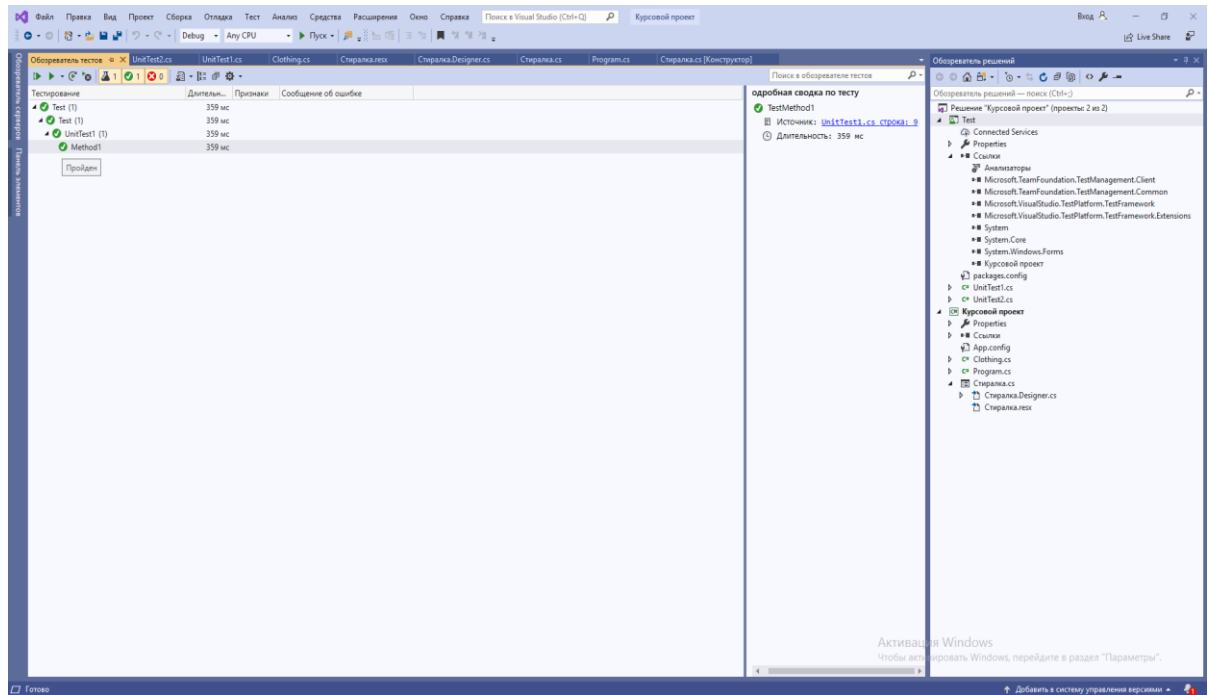 Файл Правка Вид Проект Сборка Отладка Тест Анализ Средства Расширения Окно Справка Поиск в Visual Studio (Ctrl+Q) Курсовой проект Вход
Debug Any CPU Пуск Live Share
Обозреватель серверов
Панель элементов
Обозреватель тестов UnitTest2.cs UnitTest1.cs Clothing.cs Стиралка.resx Стиралка.Designer.cs Стиралка.cs Program.cs Стиралка.cs [Конструктор]
1 1 0 Поиск в обозревателе тестов
Тестирование Длительн... Признаки Сообщение об ошибке
Test (1) 359 мс
Test (1) 359 мс
UnitTest1 (1) 359 мс
Method1 359 мс
Пройден
одробная сводка по тесту
TestMethod1
Источник: UnitTest1.cs строка: 9
Длительность: 359 мс
Обозреватель решений
Обозреватель решений — поиск (Ctrl+;)
Решение "Курсовой проект" (проекты: 2 из 2)
Test
Connected Services
Properties
Ссылки
Анализаторы
Microsoft.TeamFoundation.TestManagement.Client
Microsoft.TeamFoundation.TestManagement.Common
Microsoft.VisualStudio.TestPlatform.TestFramework
Microsoft.VisualStudio.TestPlatform.TestFramework.Extensions
System
System.Core
System.Windows.Forms
Курсовой проект
packages.config
C# UnitTest1.cs
C# UnitTest2.cs
C# Курсовой проект
Properties
Ссылки
App.config
C# Clothing.cs
C# Program.cs
Стиралка.cs
Стиралка.Designer.cs
Стиралка.resx
Активация Windows
Чтобы активировать Windows, перейдите в раздел "Параметры".
Готово Добавить в систему управления версиями 1